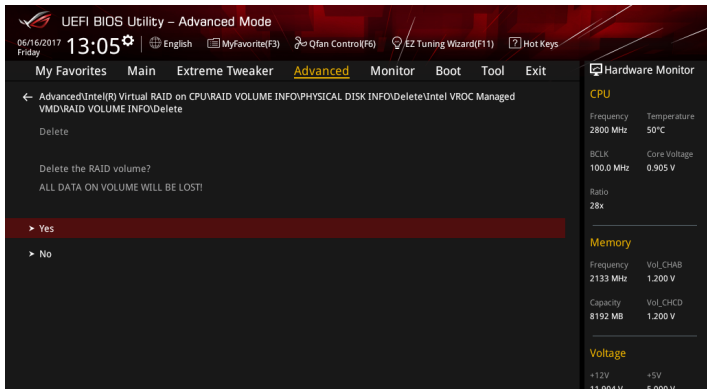 UEFI BIOS Utility – Advanced Mode
06/16/2017 Friday 13:05 English MyFavorite(F3) Qfan Control(F6) EZ Tuning Wizard(F11) ? Hot Keys
My Favorites Main Extreme Tweaker Advanced Monitor Boot Tool Exit
← Advanced\Intel(R) Virtual RAID on CPU\RAID VOLUME INFO\PHYSICAL DISK INFO\Delete\Intel VROC Managed
VMD\RAID VOLUME INFO\Delete
Delete
Delete the RAID volume?
ALL DATA ON VOLUME WILL BE LOST!
> Yes
> No
Hardware Monitor
CPU
Frequency Temperature
2800 MHz 50°C
BCLK Core Voltage
100.0 MHz 0.905 V
Ratio
28x
Memory
Frequency Vol_CHAB
2133 MHz 1.200 V
Capacity Vol_CHCD
8192 MB 1.200 V
Voltage
+12V +5V
11.904 V 5.000 V